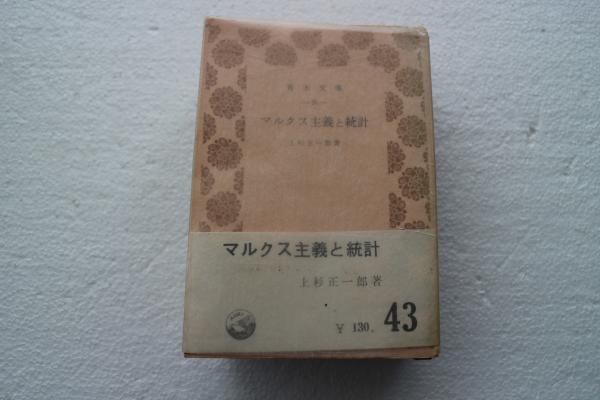 青木文庫
マルクス主義と統計
上杉正一郎著
マルクス主義と統計
上杉正一郎著
¥ 130.
43